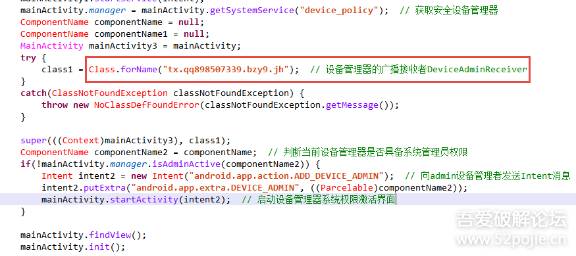 mainActivity.manager = mainActivity.getSystemService("device_policy");  // 获取安全设备管理器
ComponentName componentName = null;
ComponentName componentName1 = null;
MainActivity mainActivity3 = mainActivity;
try {
class1 = Class.forName("tx.qq898507339.bzy9.jh");  // 设备管理器的广播接收者DeviceAdminReceiver
}
catch(ClassNotFoundException classNotFoundException) {
throw new NoClassDefFoundError(classNotFoundException.getMessage());
}
super(((Context)mainActivity3), class1);
ComponentName componentName2 = componentName;  // 判断当前设备管理器是否具备系统管理员权限
if(!mainActivity.manager.isAdminActive(componentName2)) {
Intent intent2 = new Intent("android.app.action.ADD_DEVICE_ADMIN");  // 向admin设备管理者发送Intent消息
intent2.putExtra("android.app.extra.DEVICE_ADMIN", ((Parcelable)componentName2));
mainActivity.startActivity(intent2);  // 启动设备管理器系统权限激活界面
}
mainActivity.findView();
mainActivity.init();
吾爱破解论坛
www.52pojie.cn